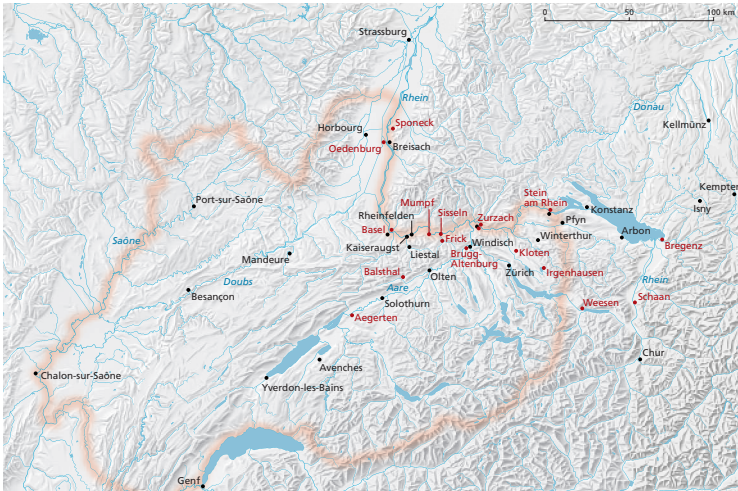 0 50 100 km
Strassburg
Rhein
Donau
Kellmünz
Horbourg
Sponeck
Oedenburg
Breisach
Kempten
Isny
Port-sur-Saône
Stein
am Rhein
Konstanz
Mumpf
Sisseln
Rheinfelden
Zurzach
Pfyn
Arbon
Basel
Saône
Frick
Windisch
Winterthur
Bregenz
Kaiseraugst
Liestal
Brugg-
Altenburg
Kloten
Mandeure
Balsthal
Olten
Zürich
Irgenhausen
Doubs
Aare
Rhein
Besançon
Solothurn
Weesen
Schaan
Aegerten
Chur
Avenches
Chalon-sur-Saône
Yverdon-les-Bains
Genf